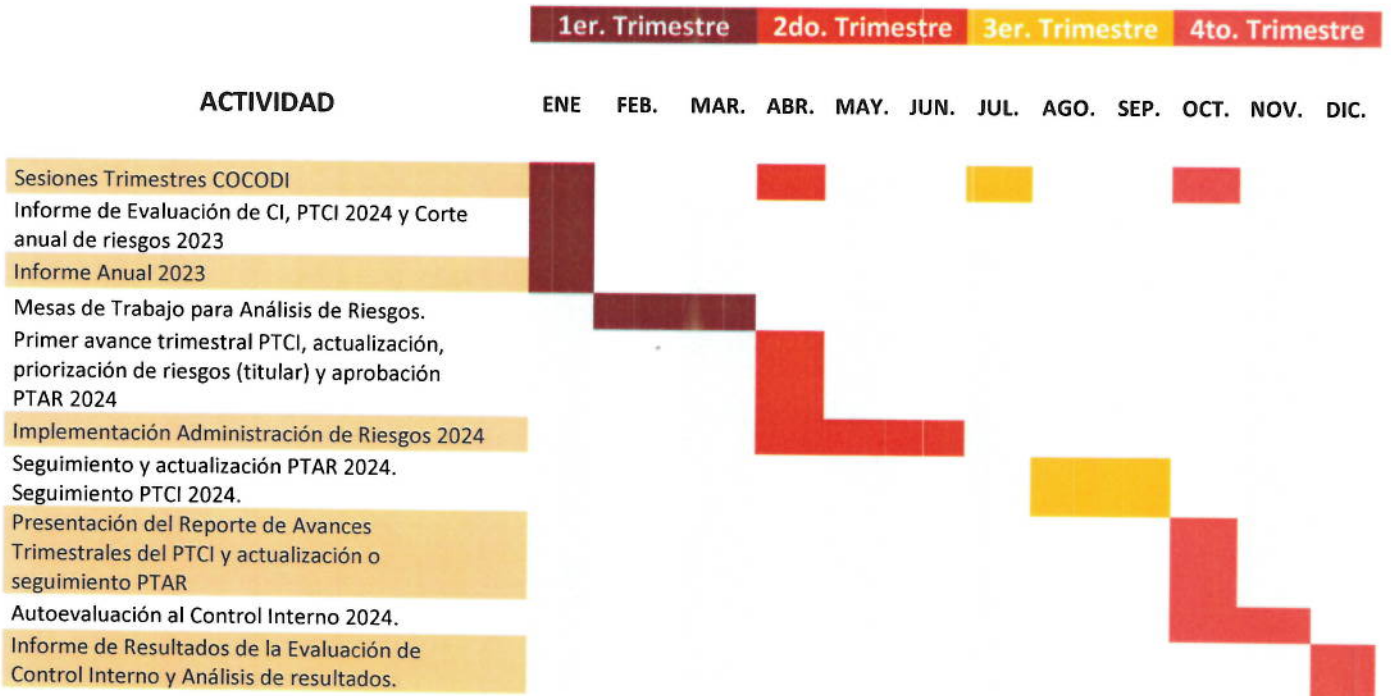 1er. Trimestre 2do. Trimestre 3er. Trimestre 4to. Trimestre
ACTIVIDAD ENE FEB. MAR. ABR. MAY. JUN. JUL. AGO. SEP. OCT. NOV. DIC.
Sesiones Trimestres COCODI
Informe de Evaluación de CI, PTCI 2024 y Corte
anual de riesgos 2023
Informe Anual 2023
Mesas de Trabajo para Análisis de Riesgos.
Primer avance trimestral PTCI, actualización,
priorización de riesgos (titular) y aprobación
PTAR 2024
Implementación Administración de Riesgos 2024
Seguimiento y actualización PTAR 2024.
Seguimiento PTCI 2024.
Presentación del Reporte de Avances
Trimestrales del PTCI y actualización o
seguimiento PTAR
Autoevaluación al Control Interno 2024.
Informe de Resultados de la Evaluación de
Control Interno y Análisis de resultados.